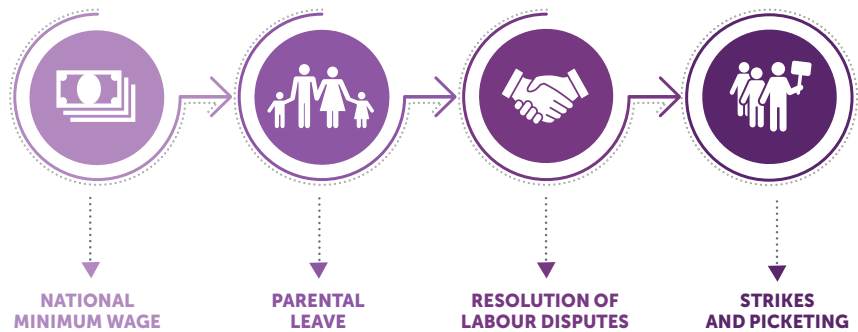 NATIONAL
MINIMUM WAGE
PARENTAL
LEAVE
RESOLUTION OF
LABOUR DISPUTES
STRIKES
AND PICKETING